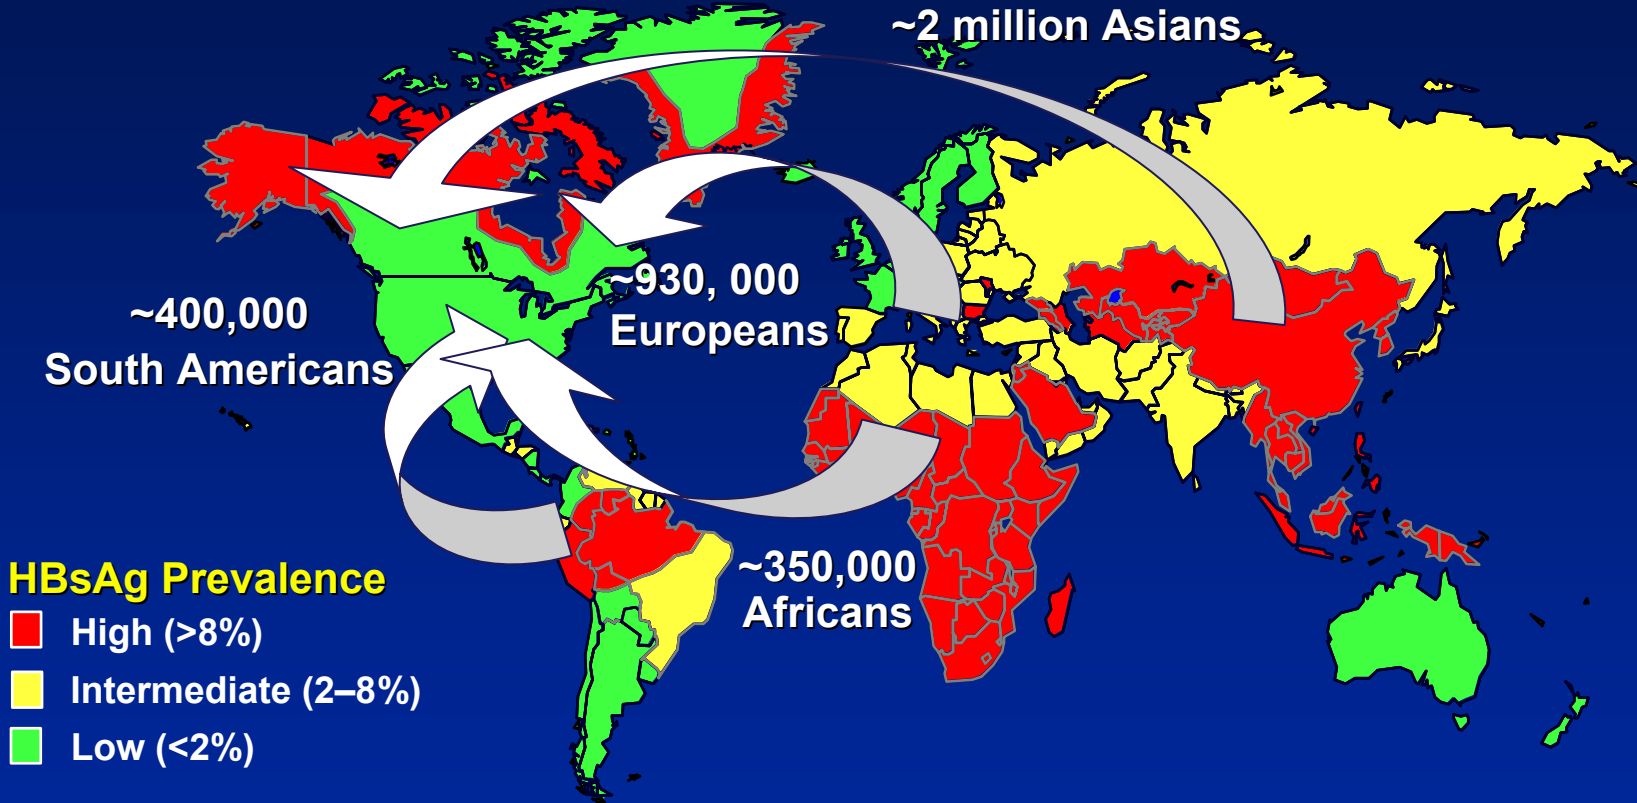 ~2 million Asians
~930, 000
Europeans
~400,000
South Americans
~350,000
Africans
HBsAg Prevalence
High (>8%)
Intermediate (2–8%)
Low (<2%)